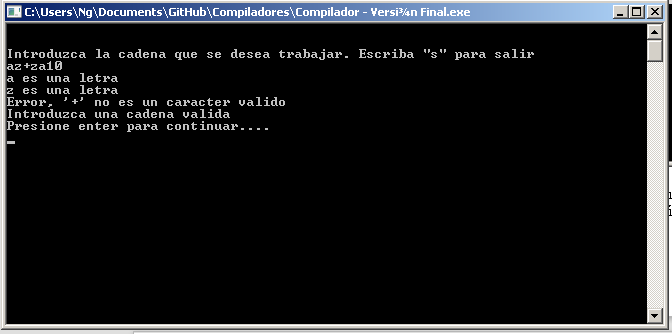 C:\Users\Ng\Documents\GitHub\Compiladores\Compilador - Versi¾n Final.exe
Introduzca la cadena que se desea trabajar. Escriba "s" para salir
az+za10
a es una letra
z es una letra
Error, '+' no es un caracter valido
Introduzca una cadena valida
Presione enter para continuar....